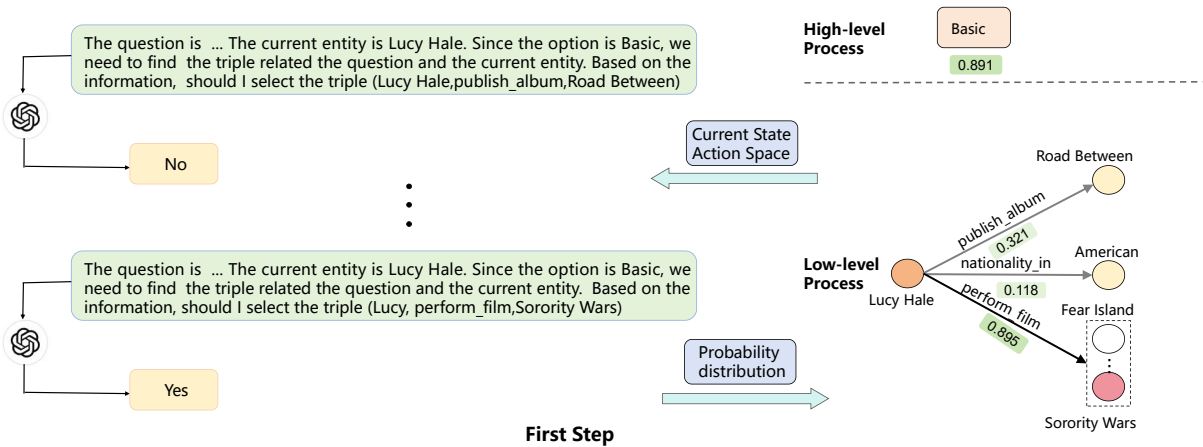 The question is ... The current entity is Lucy Hale. Since the option is Basic, we
need to find the triple related the question and the current entity. Based on the
information, should I select the triple (Lucy Hale,publish_album,Road Between)
No
The question is ... The current entity is Lucy Hale. Since the option is Basic, we
need to find the triple related the question and the current entity. Based on the
information, should I select the triple (Lucy, perform_film,Sorority Wars)
Yes
Current State
Action Space
Probability
distribution
High-level
Process
Basic
0.891
Low-level
Process
Lucy Hale
publish_album
0.321
nationality_in
0.118
perform_film
0.895
Road Between
American
Fear Island
Sorority Wars
First Step